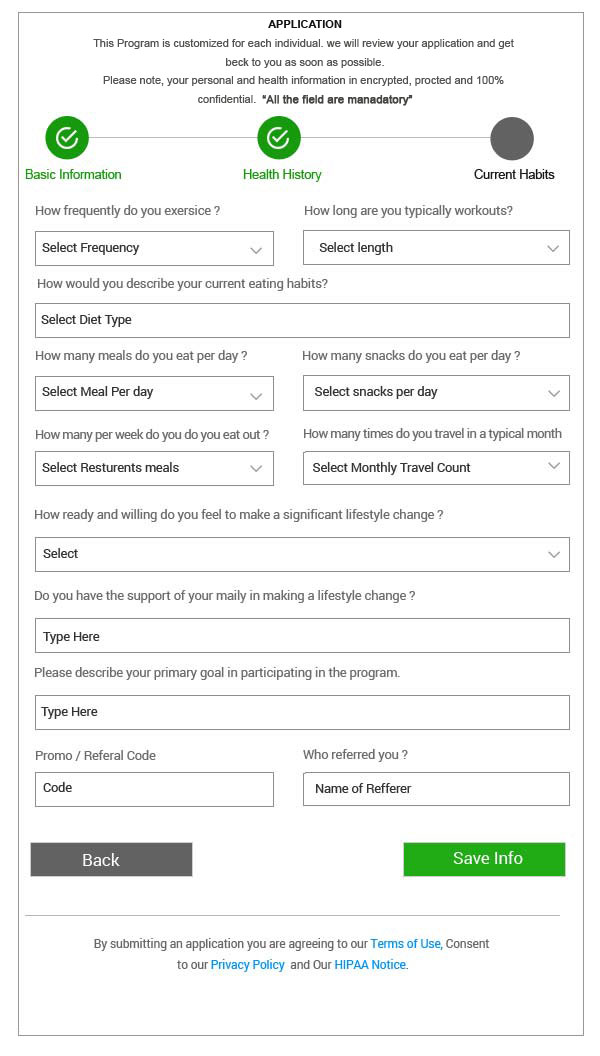 APPLICATION
This Program is customized for each individual. we will review your application and get
beck to you as soon as possible.
Please note, your personal and health information in encrypted, procted and 100%
confidential. “All the field are manadatory”
Basic Information
Health History
Current Habits
How frequently do you exersice ?
How long are you typically workouts?
Select Frequency
Select length
How would you describe your current eating habits?
Select Diet Type
How many meals do you eat per day ?
How many snacks do you eat per day ?
Select Meal Per day
Select snacks per day
How many per week do you do you eat out ?
How many times do you travel in a typical month
Select Resturents meals
Select Monthly Travel Count
How ready and willing do you feel to make a significant lifestyle change ?
Select
Do you have the support of your maily in making a lifestyle change ?
Type Here
Please describe your primary goal in participating in the program.
Type Here
Promo / Referal Code
Who referred you ?
Code
Name of Refferer
Back
Save Info
By submitting an application you are agreeing to our Terms of Use, Consent
to our Privacy Policy and Our HIPAA Notice.